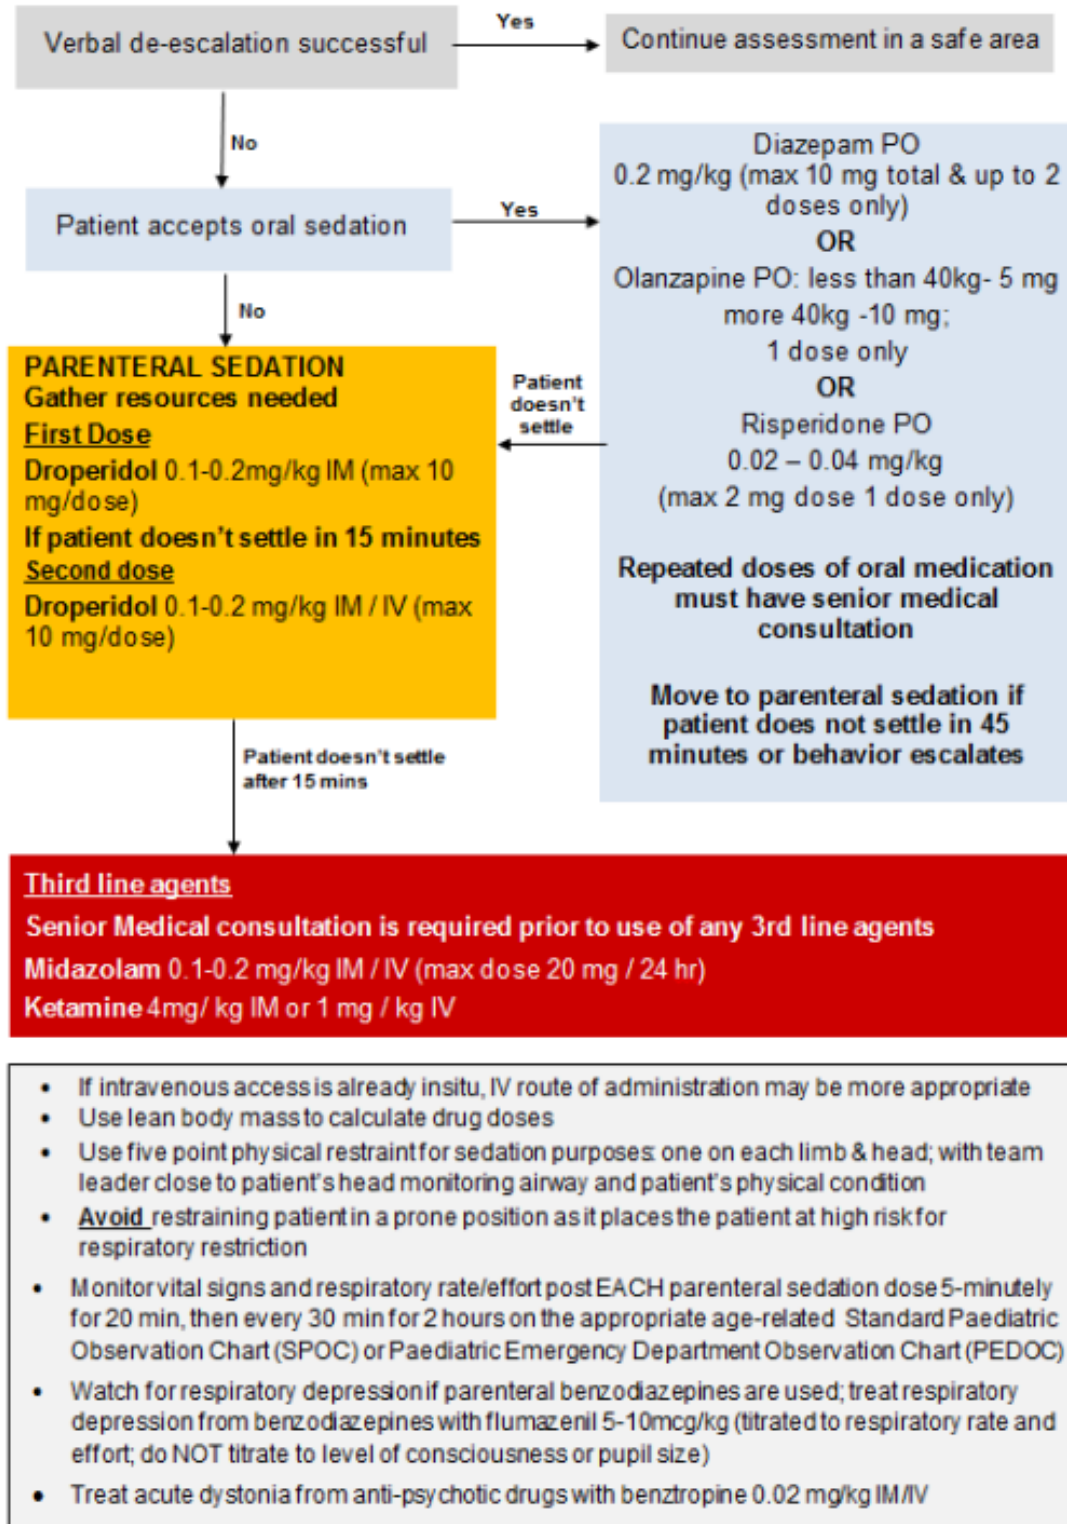 Verbal de-escalation successful
Yes
Continue assessment in a safe area
No
Patient accepts oral sedation
Yes
Diazepam PO
0.2 mg/kg (max 10 mg total & up to 2
doses only)
OR
Olanzapine PO: less than 40kg- 5 mg
more 40kg -10 mg;
1 dose only
OR
Risperidone PO
0.02 – 0.04 mg/kg
(max 2 mg dose 1 dose only)
Repeated doses of oral medication
must have senior medical
consultation
Move to parenteral sedation if
patient does not settle in 45
minutes or behavior escalates
No
Patient
doesn't
settle
PARENTERAL SEDATION
Gather resources needed
First Dose
Droperidol 0.1-0.2mg/kg IM (max 10
mg/dose)
If patient doesn't settle in 15 minutes
Second dose
Droperidol 0.1-0.2 mg/kg IM / IV (max
10 mg/dose)
Patient doesn't settle
after 15 mins
Third line agents
Senior Medical consultation is required prior to use of any 3rd line agents
Midazolam 0.1-0.2 mg/kg IM / IV (max dose 20 mg / 24 hr)
Ketamine 4mg/ kg IM or 1 mg / kg IV
• If intravenous access is already insitu, IV route of administration may be more appropriate
• Use lean body mass to calculate drug doses
• Use five point physical restraint for sedation purposes: one on each limb & head; with team
leader close to patient's head monitoring airway and patient's physical condition
• Avoid restraining patient in a prone position as it places the patient at high risk for
respiratory restriction
• Monitor vital signs and respiratory rate/effort post EACH parenteral sedation dose 5-minutely
for 20 min, then every 30 min for 2 hours on the appropriate age-related Standard Paediatric
Observation Chart (SPOC) or Paediatric Emergency Department Observation Chart (PEDOC)
• Watch for respiratory depression if parenteral benzodiazepines are used; treat respiratory
depression from benzodiazepines with flumazenil 5-10mcg/kg (titrated to respiratory rate and
effort; do NOT titrate to level of consciousness or pupil size)
• Treat acute dystonia from anti-psychotic drugs with benztropine 0.02 mg/kg IM/IV